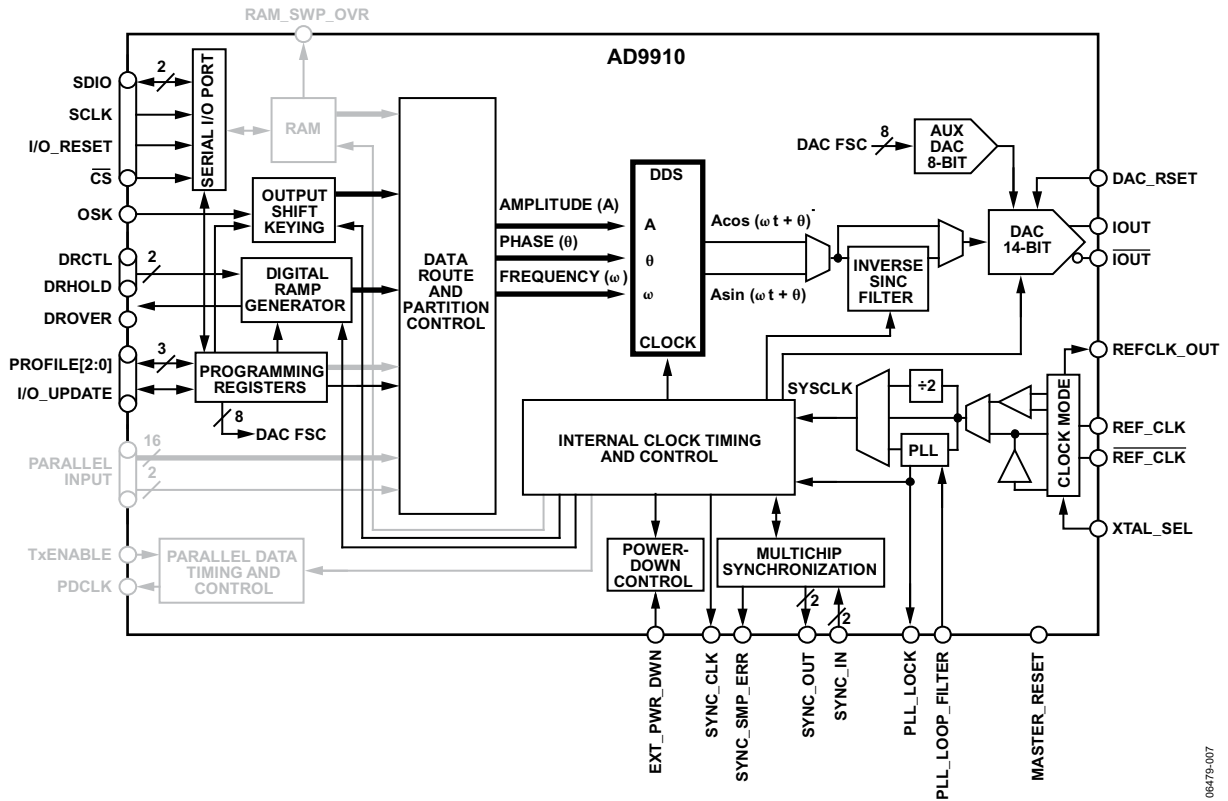 RAM_SWP_OVR
AD9910
SDIO
2
SCLK
I/O_RESET
CS
SERIAL I/O PORT
RAM
OSK
OUTPUT
SHIFT
KEYING
DRCTL
2
DRHOLD
DROVER
DIGITAL
RAMP
GENERATOR
PROFILE[2:0]
3
I/O_UPDATE
PROGRAMMING
REGISTERS
8
DAC FSC
PARALLEL
INPUT
16
2
TxENABLE
PDCLK
PARALLEL DATA
TIMING AND
CONTROL
DATA
ROUTE
AND
PARTITION
CONTROL
AMPLITUDE (A)
PHASE (θ)
FREQUENCY (ω)
DDS
A
θ
ω
CLOCK
Acos (ω t + θ)
Asin (ω t + θ)
INVERSE
SINC
FILTER
DAC FSC
8
AUX
DAC
8-BIT
DAC
14-BIT
DAC_RSET
IOUT
IOUT
REFCLK_OUT
REF_CLK
REF_CLK
XTAL_SEL
CLOCK MODE
SYSCLK
÷2
PLL
INTERNAL CLOCK TIMING
AND CONTROL
POWER-
DOWN
CONTROL
MULTICHIP
SYNCHRONIZATION
2
2
EXT_PWR_DWN
SYNC_CLK
SYNC_SMP_ERR
SYNC_OUT
SYNC_IN
PLL_LOCK
PLL_LOOP_FILTER
MASTER_RESET
06479-007